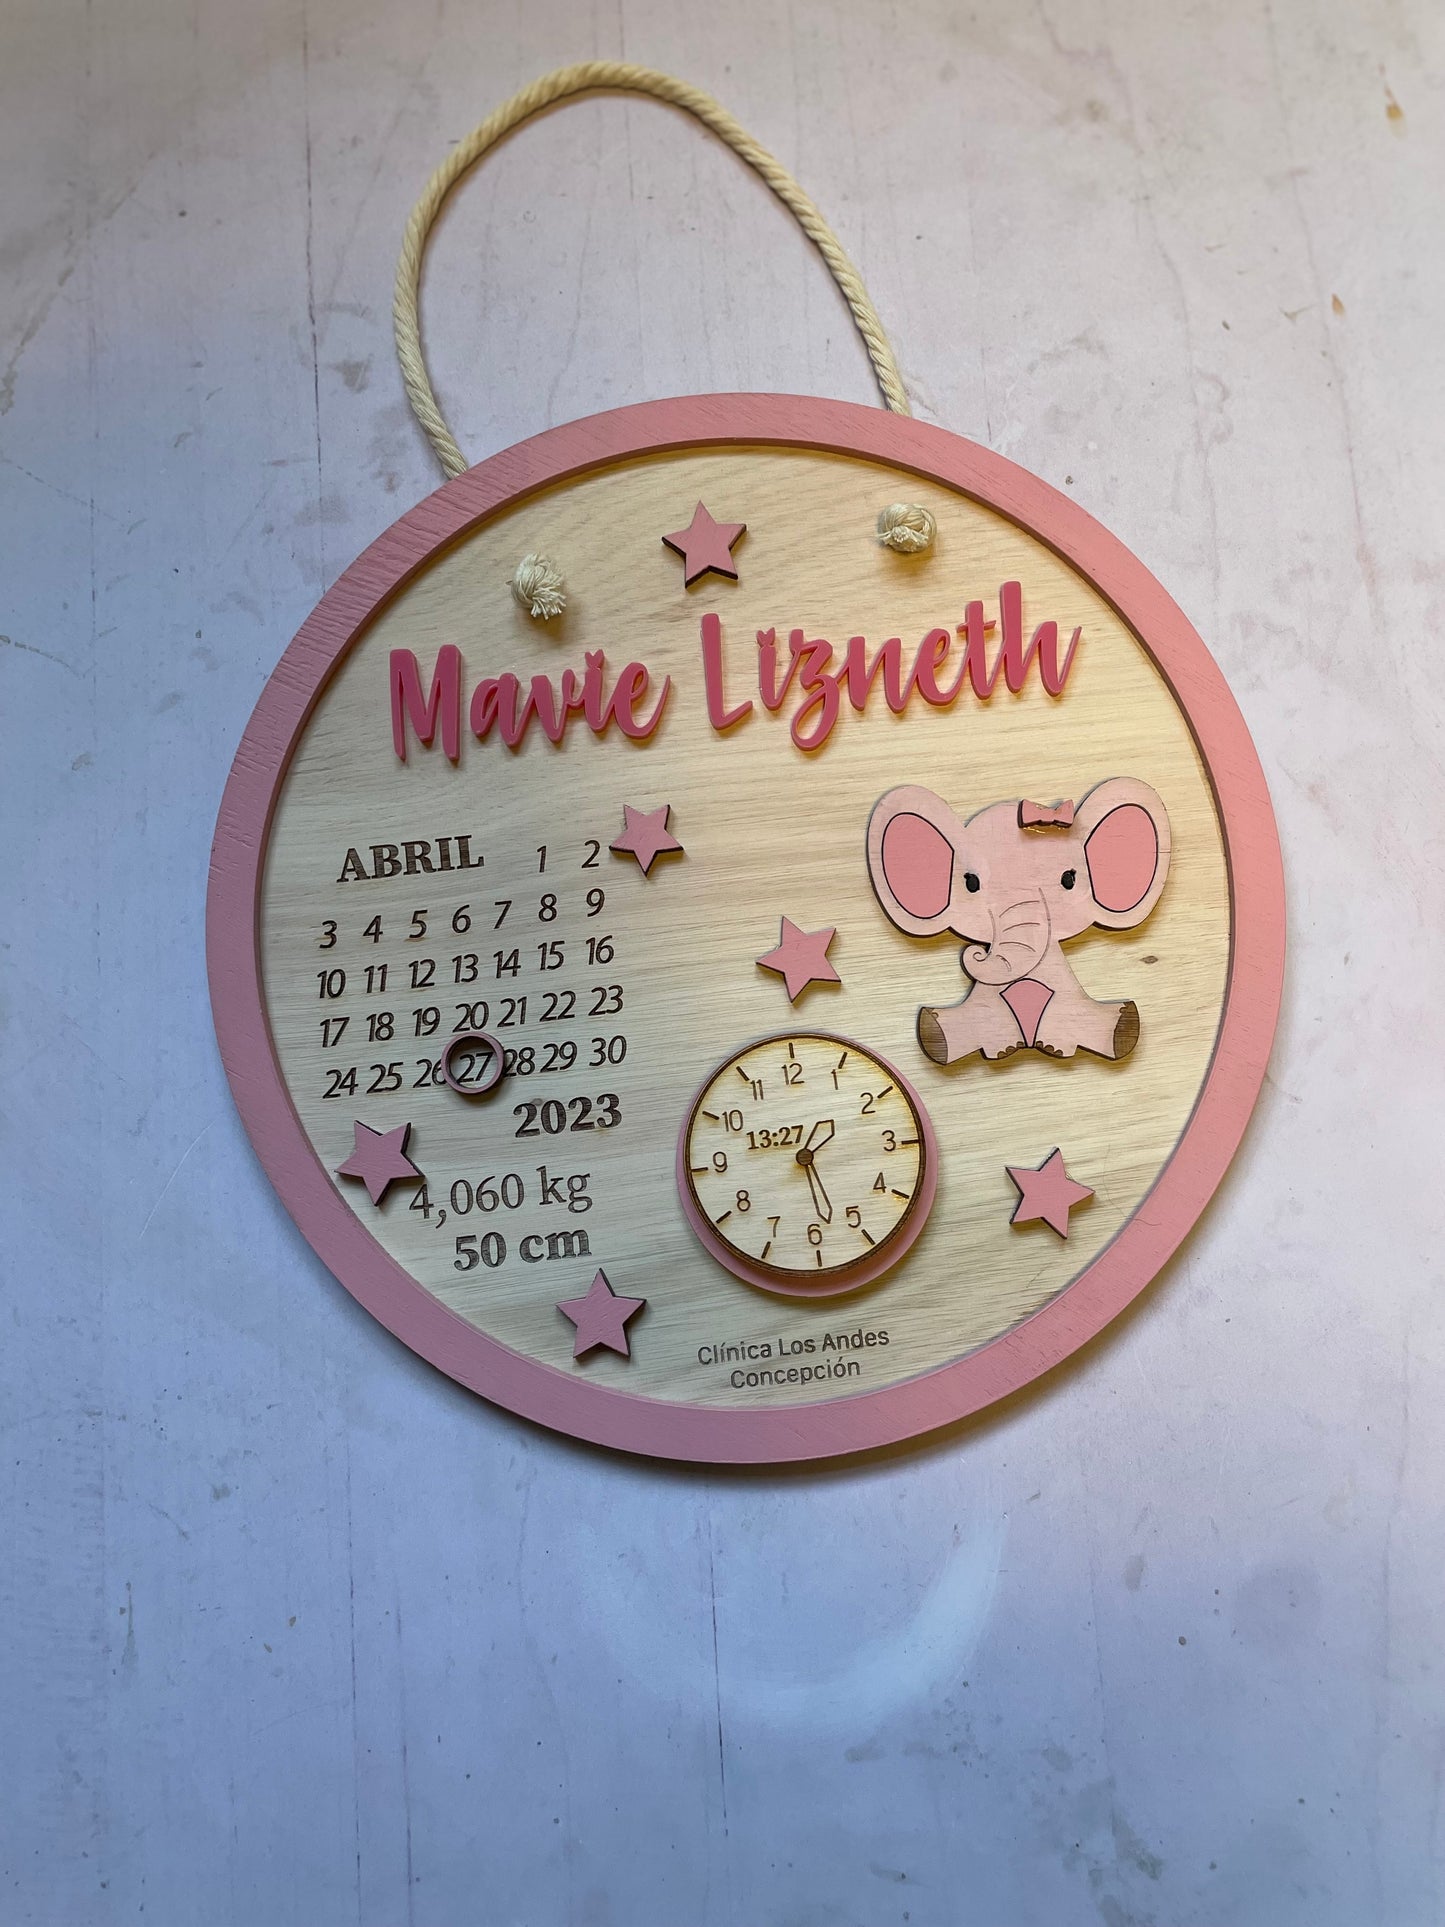 Mavie Lizneth
ABRIL 1 2
3 4 5 6 7 8 9
10 11 12 13 14 15 16
17 18 19 20 21 22 23
24 25 26 27 28 29 30
2023
4,060 kg
50 cm
11 12 1
10 2
13:27
9 3
8 4
7 6 5
Clínica Los Andes
Concepción